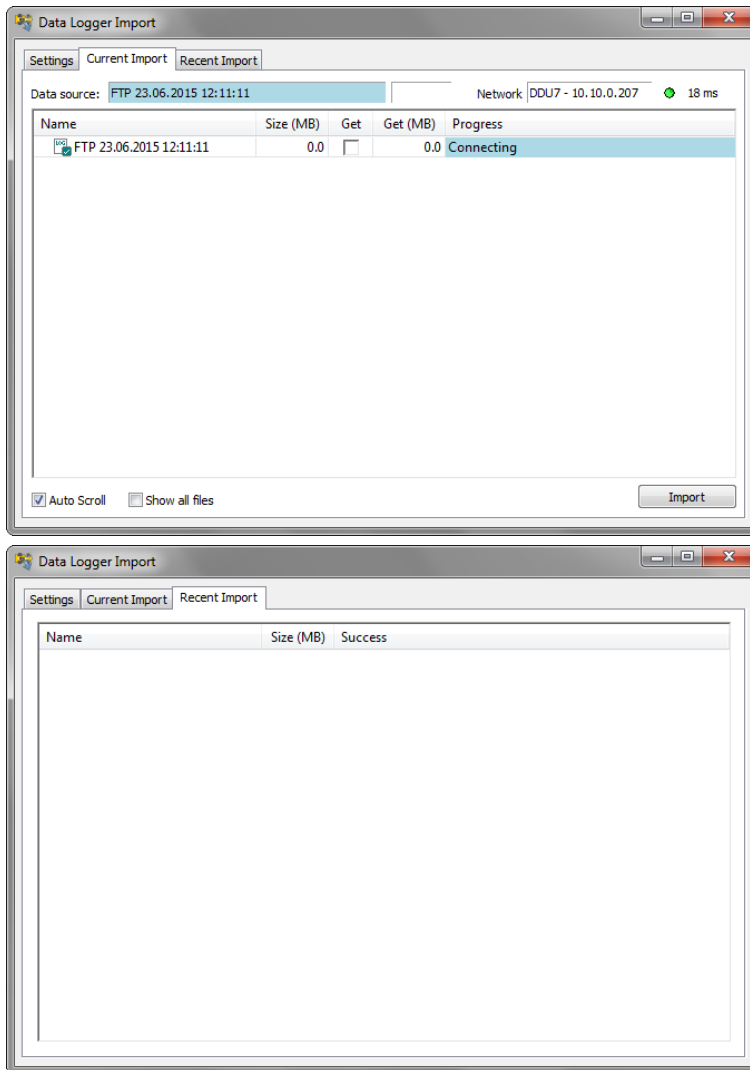 Data Logger Import
Settings Current Import Recent Import
Data source: FTP 23.06.2015 12:11:11 Network DDU7 - 10.10.0.207 18 ms
Name Size (MB) Get Get (MB) Progress
LOG FTP 23.06.2015 12:11:11 0.0 0.0 Connecting
Auto Scroll Show all files Import
Data Logger Import
Settings Current Import Recent Import
Name Size (MB) Success